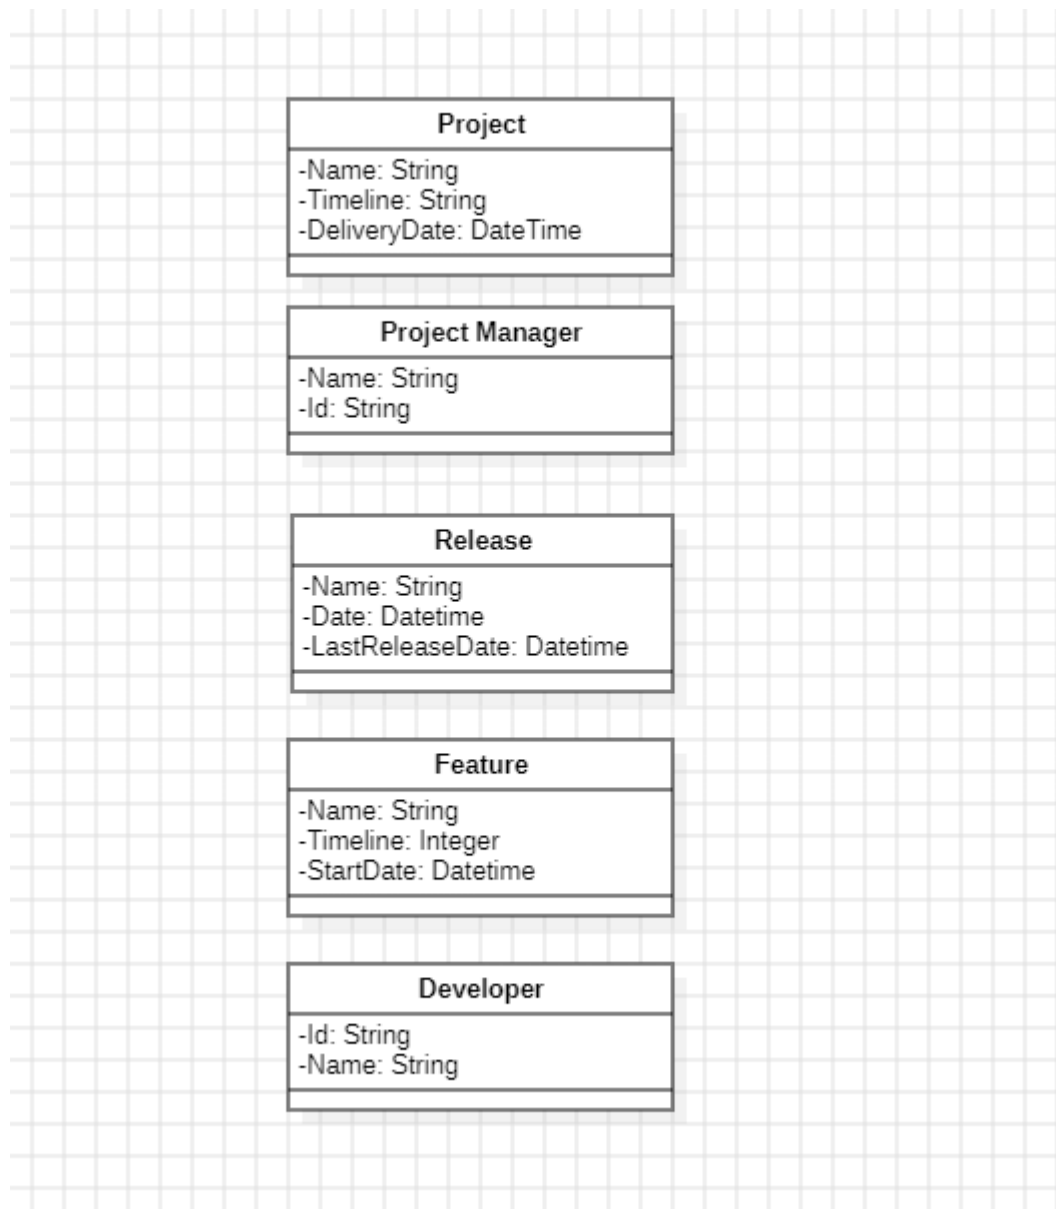 Project
-Name: String
-Timeline: String
-DeliveryDate: DateTime
Project Manager
-Name: String
-Id: String
Release
-Name: String
-Date: Datetime
-LastReleaseDate: Datetime
Feature
-Name: String
-Timeline: Integer
-StartDate: Datetime
Developer
-Id: String
-Name: String